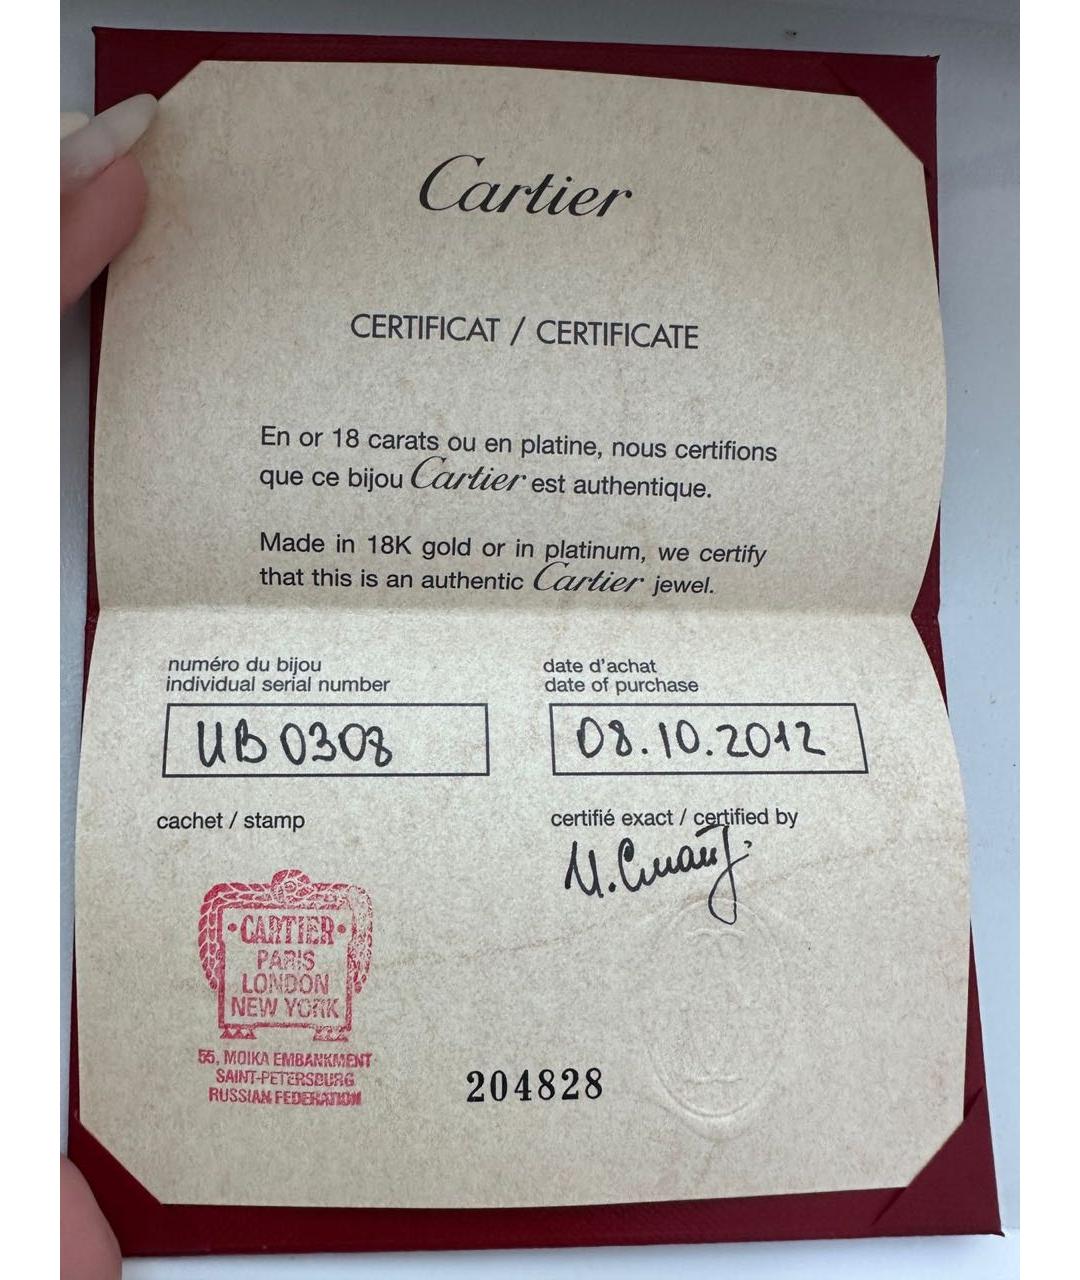 Cartier
CERTIFICAT / CERTIFICATE
En or 18 carats ou en platine, nous certifions
que ce bijou Cartier est authentique.
Made in 18K gold or in platinum, we certify
that this is an authentic Cartier jewel.
numéro du bijou
individual serial number
UB0308
date d'achat
date of purchase
08.10.2012
cachet / stamp
certifié exact / certified by
·CARTIER·
PARIS
LONDON
NEW YORK
55, MOIKA EMBANKMENT
SAINT-PETERSBURG
RUSSIAN FEDERATION
204828